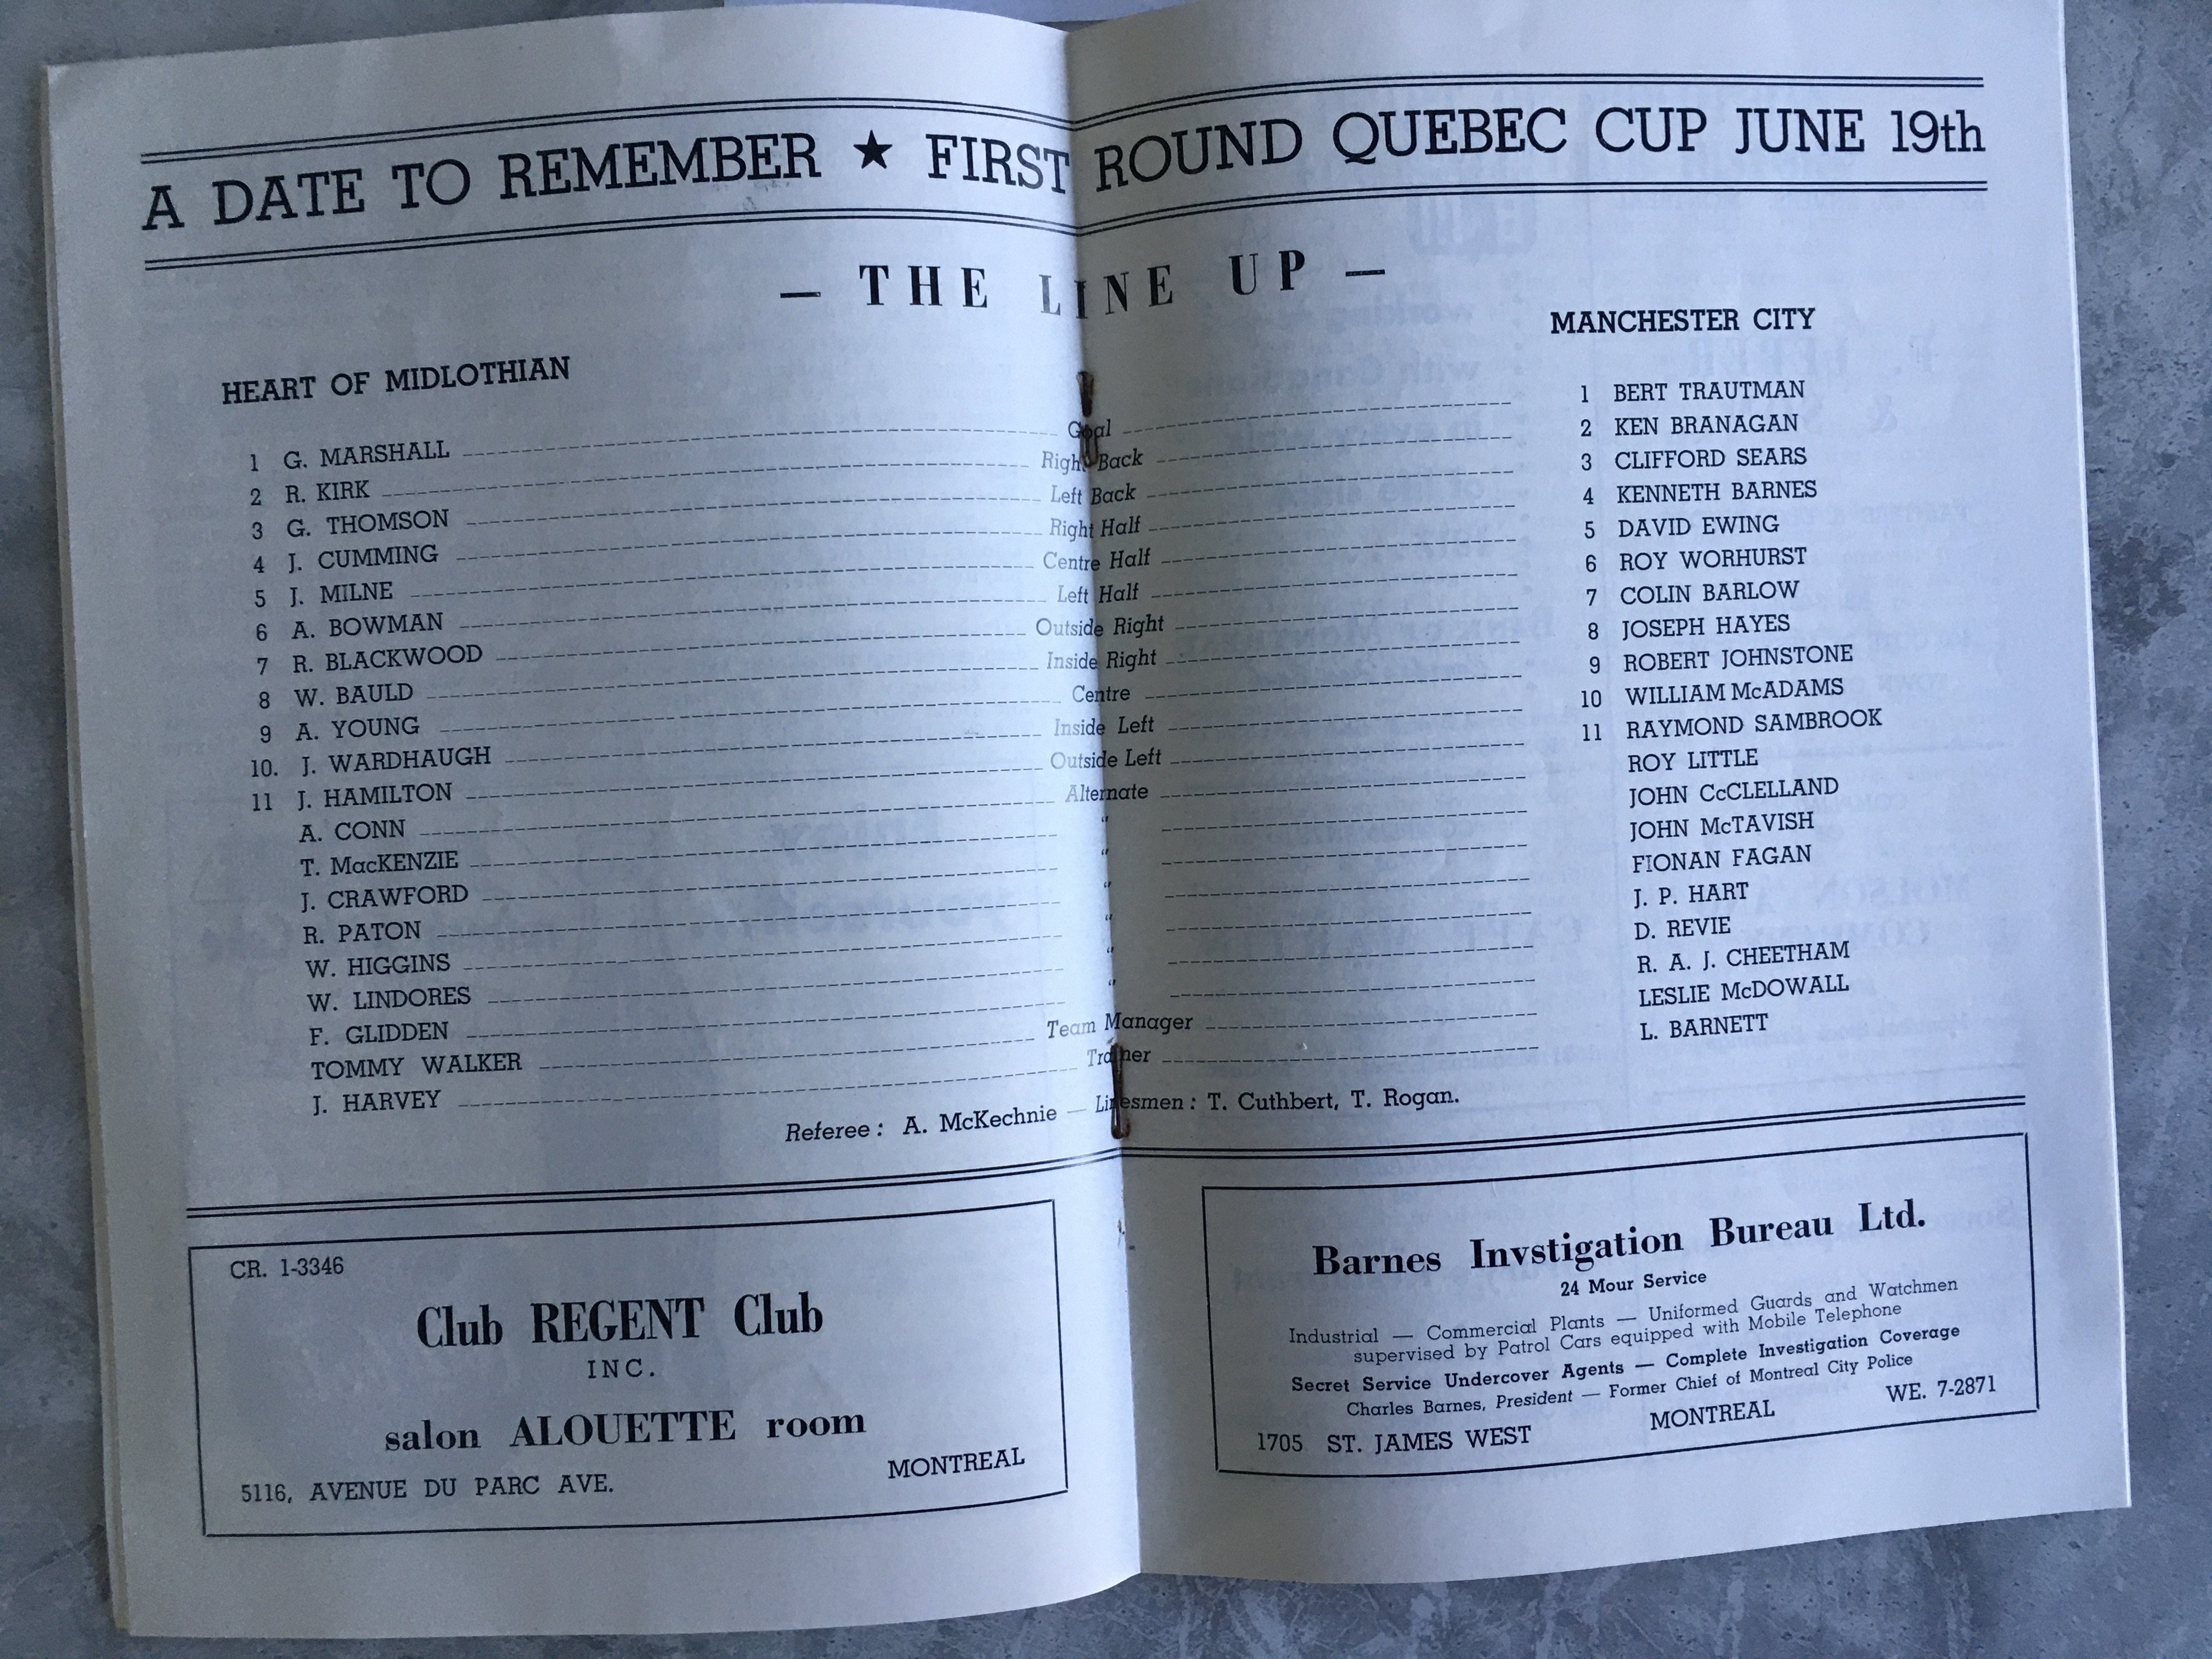 A DATE TO REMEMBER ★ FIRST ROUND QUEBEC CUP JUNE 19th
— THE LINE UP —
HEART OF MIDLOTHIAN MANCHESTER CITY
1 G. MARSHALL Goal 1 BERT TRAUTMAN
2 R. KIRK Right Back 2 KEN BRANAGAN
3 G. THOMSON Left Back 3 CLIFFORD SEARS
4 J. CUMMING Right Half 4 KENNETH BARNES
5 J. MILNE Centre Half 5 DAVID EWING
6 A. BOWMAN Left Half 6 ROY WORHURST
7 R. BLACKWOOD Outside Right 7 COLIN BARLOW
8 W. BAULD Inside Right 8 JOSEPH HAYES
9 A. YOUNG Centre 9 ROBERT JOHNSTONE
10. J. WARDHAUGH Inside Left 10 WILLIAM McADAMS
11 J. HAMILTON Outside Left 11 RAYMOND SAMBROOK
A. CONN Alternate ROY LITTLE
T. MacKENZIE " JOHN CcCLELLAND
J. CRAWFORD " JOHN McTAVISH
R. PATON " FIONAN FAGAN
W. HIGGINS " J. P. HART
W. LINDORES " D. REVIE
F. GLIDDEN " R. A. J. CHEETHAM
TOMMY WALKER Team Manager LESLIE McDOWALL
J. HARVEY Trainer L. BARNETT
Referee : A. McKechnie — Linesmen : T. Cuthbert, T. Rogan.
CR. 1-3346
Club REGENT Club
INC.
salon ALOUETTE room
MONTREAL
5116, AVENUE DU PARC AVE.
Barnes Invstigation Bureau Ltd.
24 Mour Service
Industrial — Commercial Plants — Uniformed Guards and Watchmen
supervised by Patrol Cars equipped with Mobile Telephone
Secret Service Undercover Agents — Complete Investigation Coverage
Charles Barnes, President — Former Chief of Montreal City Police
1705 ST. JAMES WEST MONTREAL WE. 7-2871